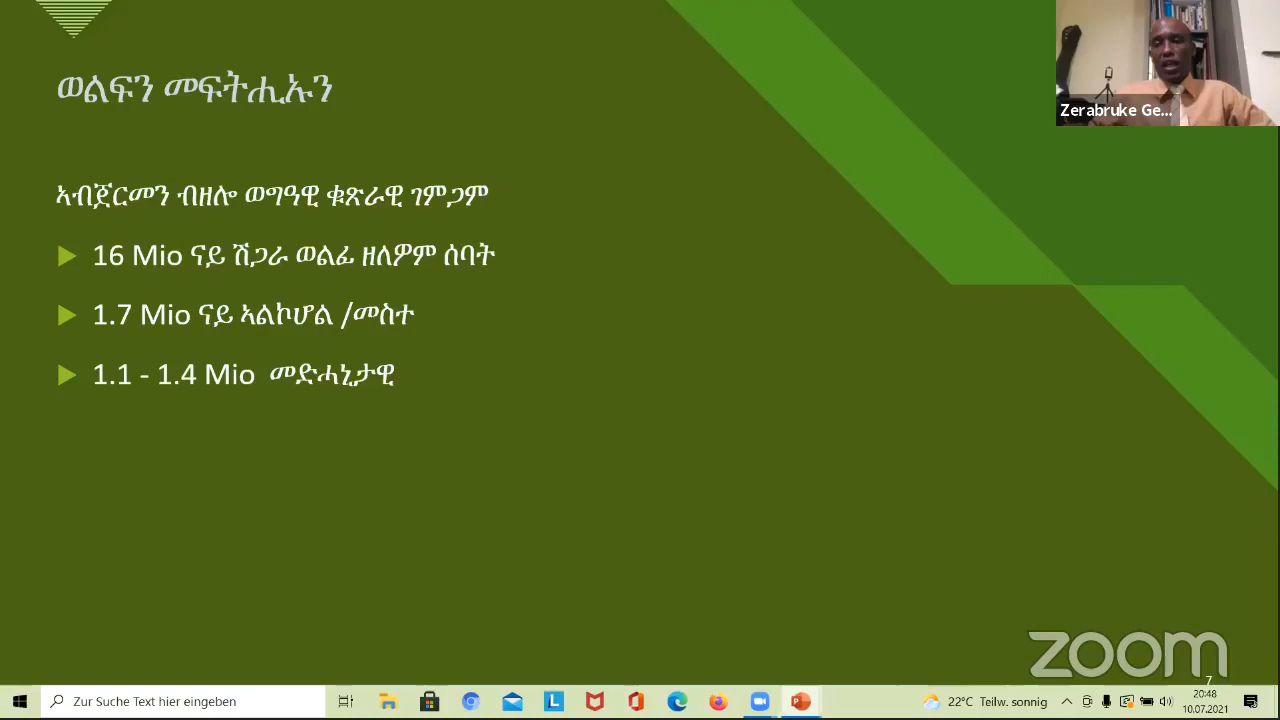 ወልፍን መፍትሒኡን
ኣብጀርመን ብዘሎ ወግዓዊ ቁጽራዊ ገምጋም
16 Mio ናይ ሽጋራ ወልፊ ዘለዎም ሰባት
1.7 Mio ናይ ኣልኮሆል /መስተ
1.1 - 1.4 Mio መድሓኒታዊ
Zerabruke Ge...
zoom
7
Zur Suche Text hier eingeben
22°C Teilw. sonnig
20:48
10.07.2021